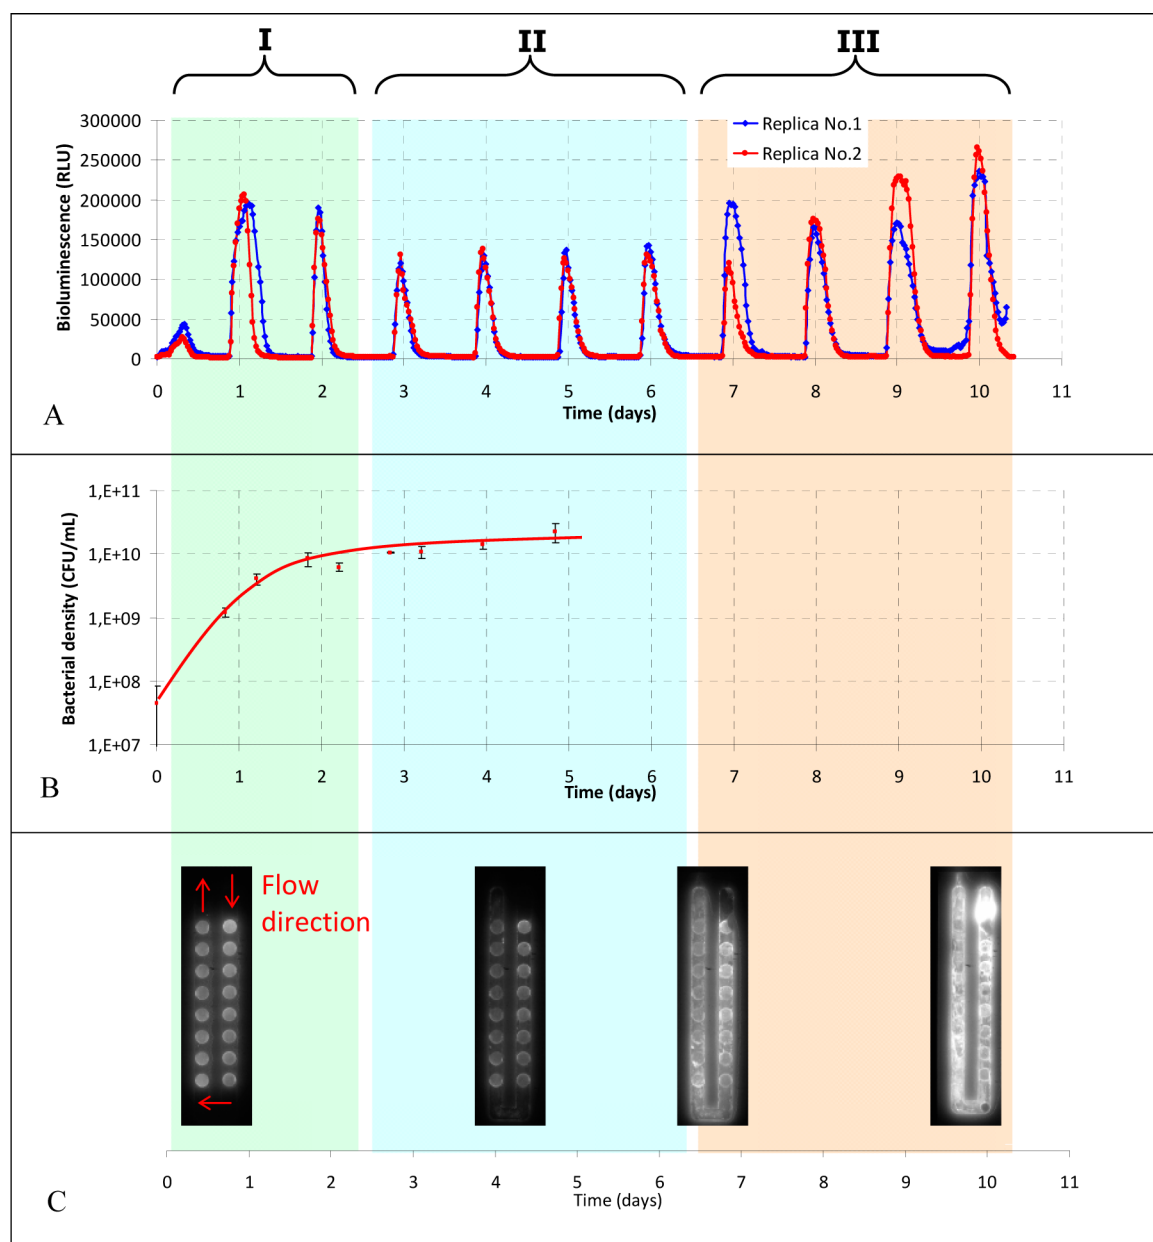 I II III
300000
250000
200000
150000
100000
50000
0
Bioluminescence (RLU)
Replica No.1
Replica No.2
0 1 2 3 4 5 6 7 8 9 10 11
Time (days)
A
1,E+11
1,E+10
1,E+09
1,E+08
1,E+07
Bacterial density (CFU/mL)
0 1 2 3 4 5 6 7 8 9 10 11
Time (days)
B
Flow
direction
0 1 2 3 4 5 6 7 8 9 10 11
Time (days)
C